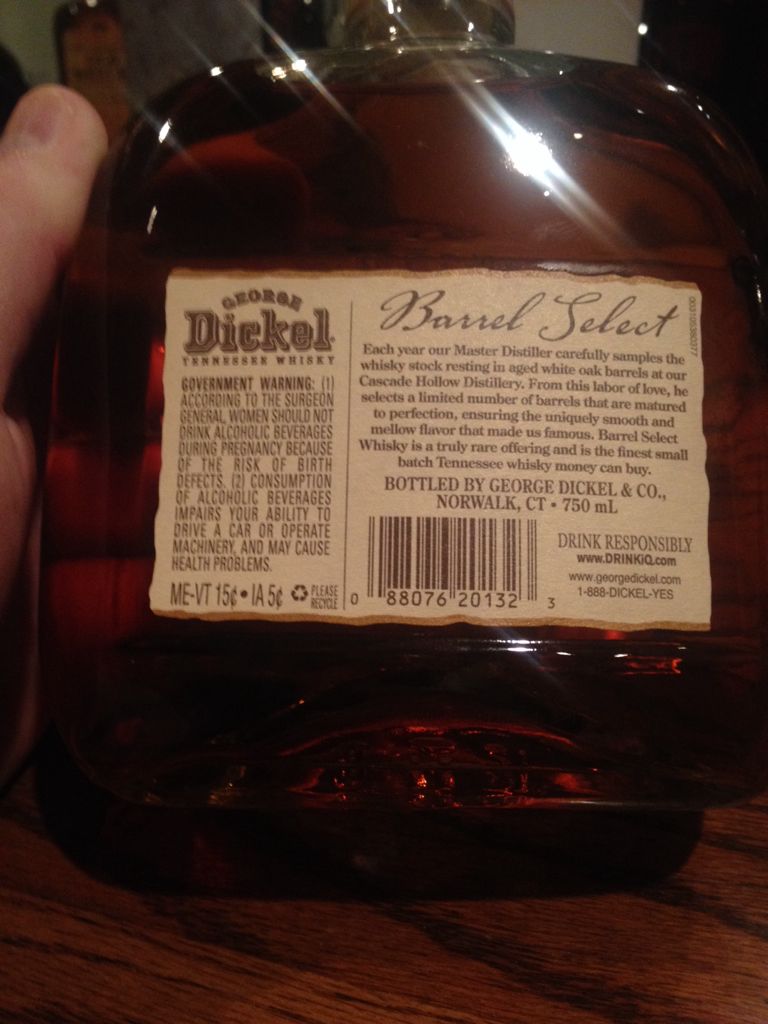 GEORGE
Dickel
TENNESSEE WHISKY
GOVERNMENT WARNING: (1)
ACCORDING TO THE SURGEON
GENERAL, WOMEN SHOULD NOT
DRINK ALCOHOLIC BEVERAGES
DURING PREGNANCY BECAUSE
OF THE RISK OF BIRTH
DEFECTS. (2) CONSUMPTION
OF ALCOHOLIC BEVERAGES
IMPAIRS YOUR ABILITY TO
DRIVE A CAR OR OPERATE
MACHINERY, AND MAY CAUSE
HEALTH PROBLEMS.
ME-VT 15¢ • IA 5¢ PLEASE
RECYCLE
Barrel Select
Each year our Master Distiller carefully samples the
whisky stock resting in aged white oak barrels at our
Cascade Hollow Distillery. From this labor of love, he
selects a limited number of barrels that are matured
to perfection, ensuring the uniquely smooth and
mellow flavor that made us famous. Barrel Select
Whisky is a truly rare offering and is the finest small
batch Tennessee whisky money can buy.
BOTTLED BY GEORGE DICKEL & CO.,
NORWALK, CT • 750 mL
0 88076 20132 3
DRINK RESPONSIBLY
www.DRINKiQ.com
www.georgedickel.com
1-888-DICKEL-YES